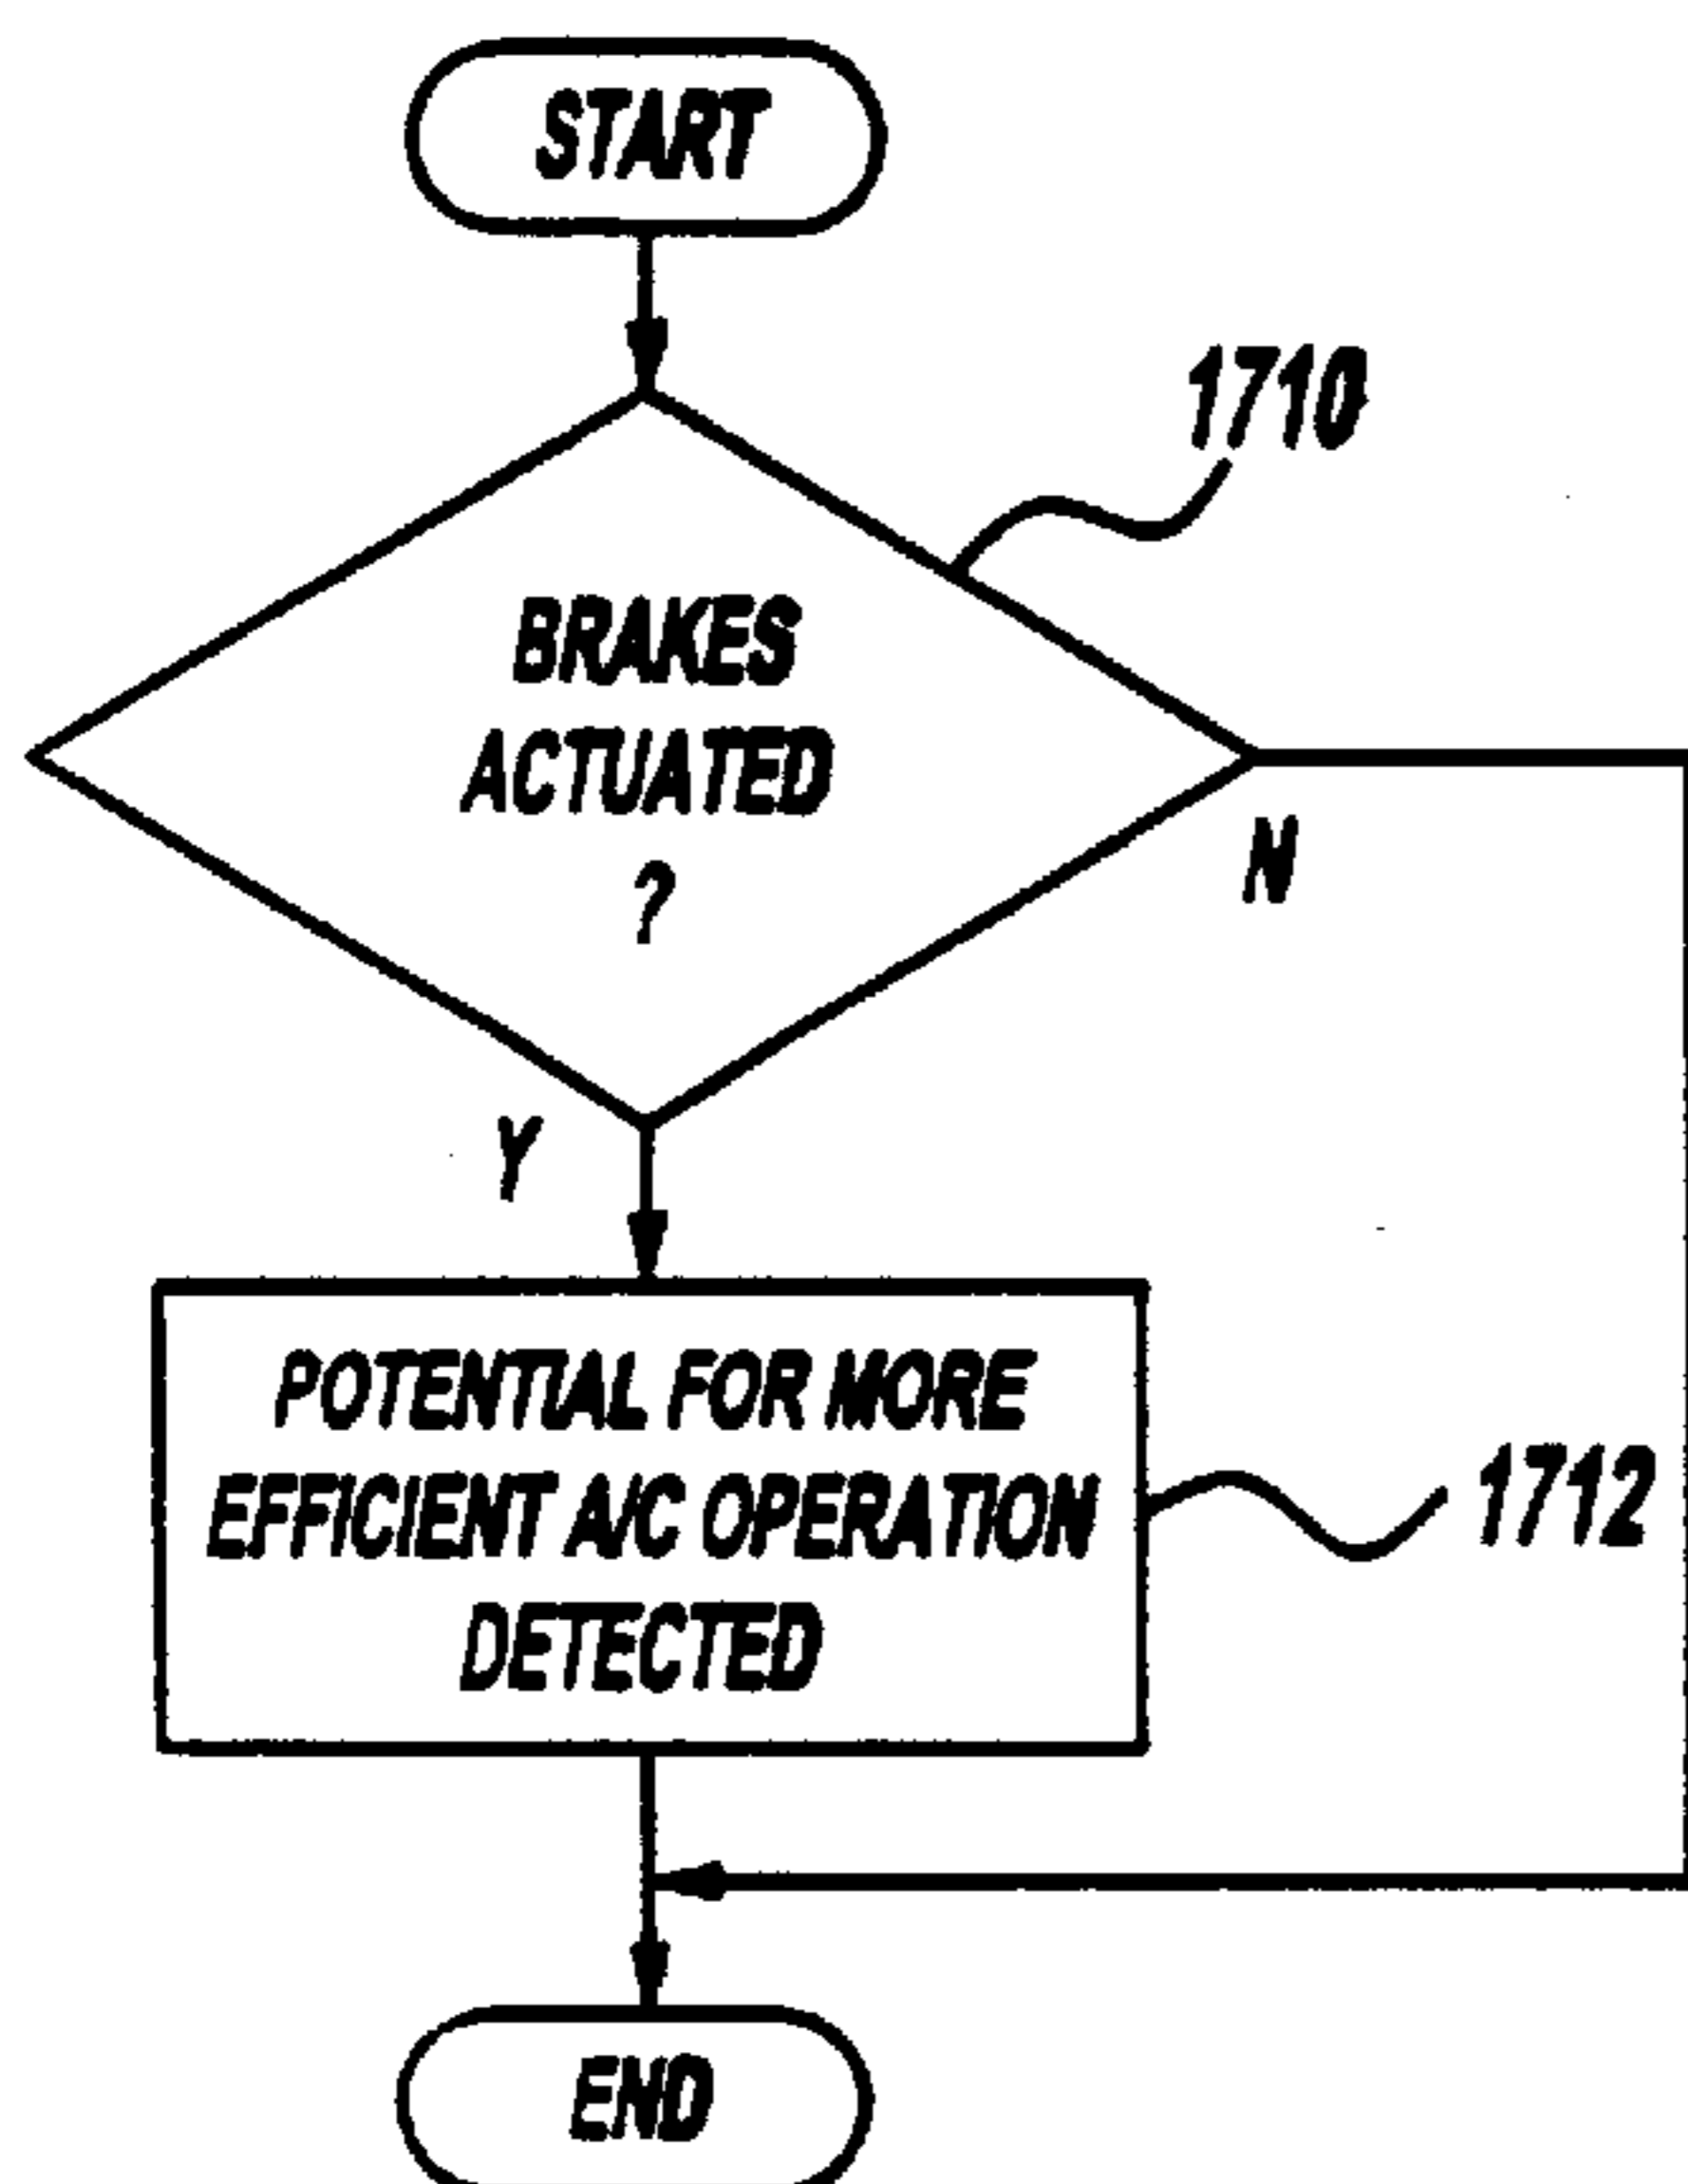 START
1710
BRAKES
ACTUATED
?
N
Y
POTENTIAL FOR MORE
EFFICIENT A/C OPERATION
DETECTED
1712
END